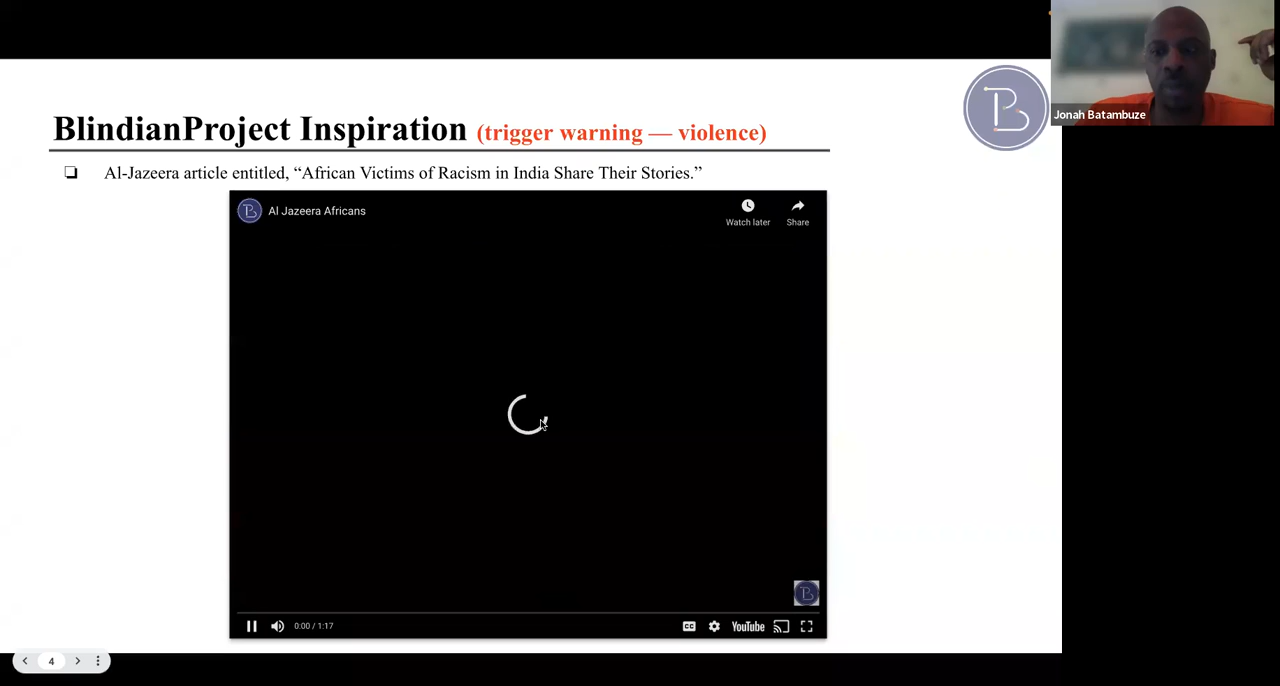 BlindianProject Inspiration (trigger warning — violence)
Jonah Batambuze
❏ Al-Jazeera article entitled, “African Victims of Racism in India Share Their Stories.”
Al Jazeera Africans
Watch later
Share
0:00 / 1:17
CC
YouTube
4